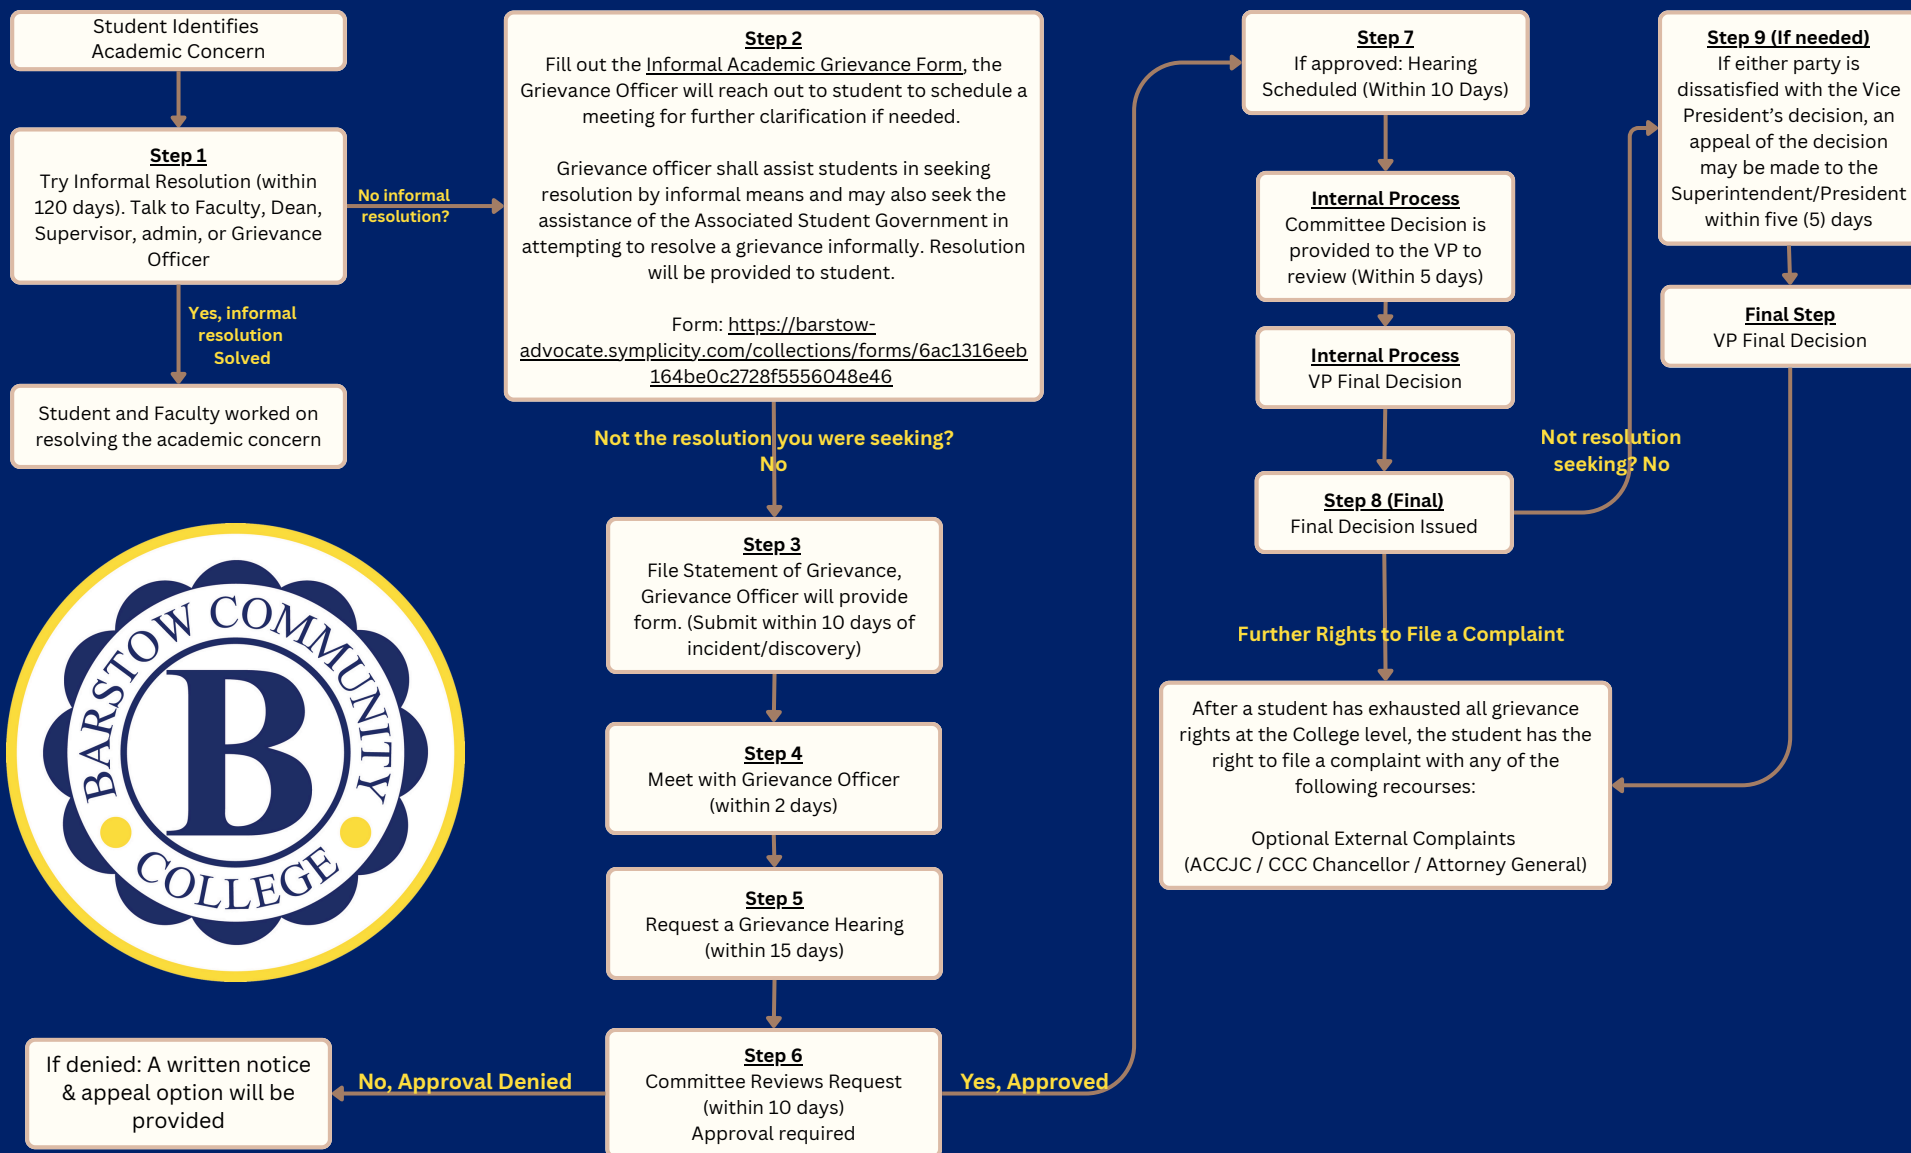 Student Identifies
Academic Concern
Step 1
Try Informal Resolution (within
120 days). Talk to Faculty, Dean,
Supervisor, admin, or Grievance
Officer
No informal
resolution?
Yes, informal
resolution
Solved
Student and Faculty worked on
resolving the academic concern
Step 2
Fill out the Informal Academic Grievance Form, the
Grievance Officer will reach out to student to schedule a
meeting for further clarification if needed.
Grievance officer shall assist students in seeking
resolution by informal means and may also seek the
assistance of the Associated Student Government in
attempting to resolve a grievance informally. Resolution
will be provided to student.
Form: https://barstow-
advocate.symplicity.com/collections/forms/6ac1316eeb
164be0c2728f5556048e46
Not the resolution you were seeking?
No
Step 3
File Statement of Grievance,
Grievance Officer will provide
form. (Submit within 10 days of
incident/discovery)
Step 4
Meet with Grievance Officer
(within 2 days)
Step 5
Request a Grievance Hearing
(within 15 days)
Step 6
Committee Reviews Request
(within 10 days)
Approval required
No, Approval Denied
If denied: A written notice
& appeal option will be
provided
Yes, Approved
Step 7
If approved: Hearing
Scheduled (Within 10 Days)
Internal Process
Committee Decision is
provided to the VP to
review (Within 5 days)
Internal Process
VP Final Decision
Step 8 (Final)
Final Decision Issued
Not resolution
seeking? No
Step 9 (If needed)
If either party is
dissatisfied with the Vice
President’s decision, an
appeal of the decision
may be made to the
Superintendent/President
within five (5) days
Final Step
VP Final Decision
Further Rights to File a Complaint
After a student has exhausted all grievance
rights at the College level, the student has the
right to file a complaint with any of the
following recourses:
Optional External Complaints
(ACCJC / CCC Chancellor / Attorney General)
BARSTOW COMMUNITY
COLLEGE
B